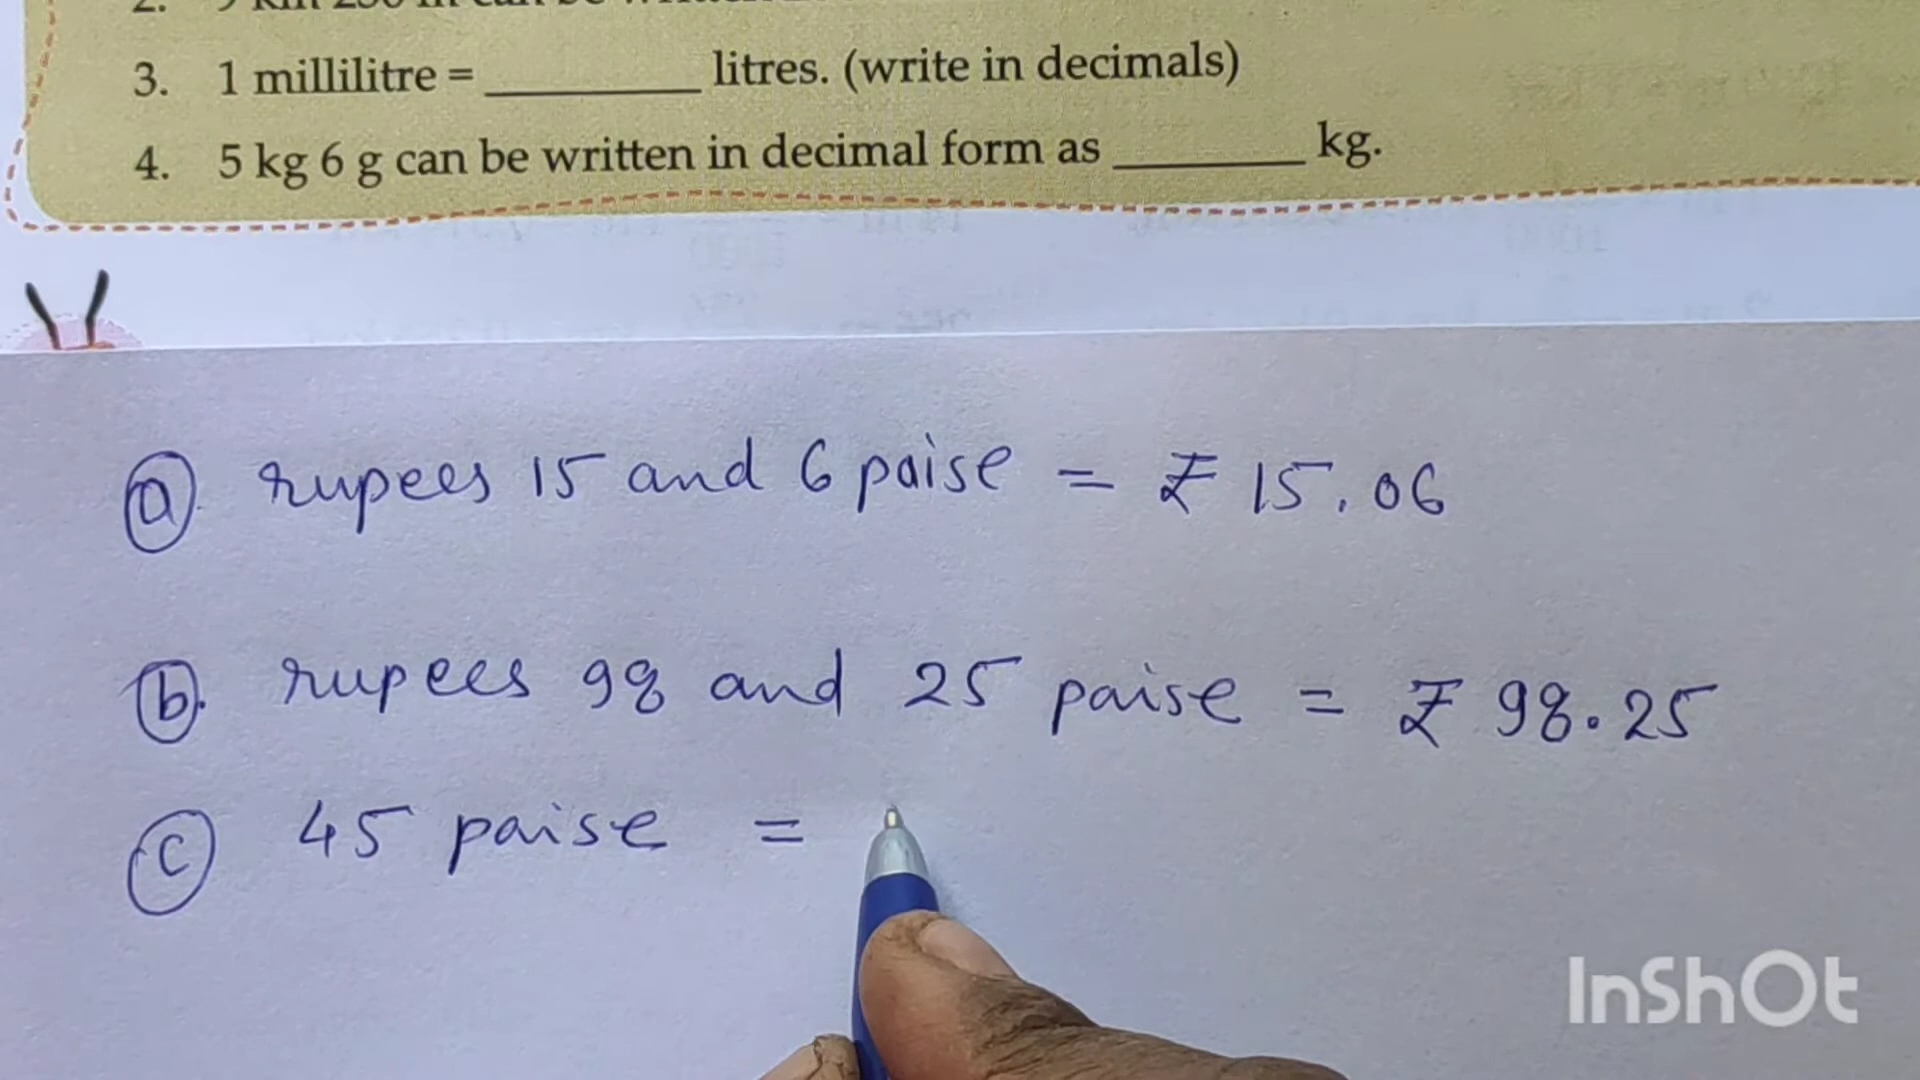 3. 1 millilitre = ________ litres. (write in decimals)
4. 5 kg 6 g can be written in decimal form as ________ kg.
(a) rupees 15 and 6 paise = ₹ 15.06
(b) rupees 98 and 25 paise = ₹ 98.25
(c) 45 paise =
InShOt